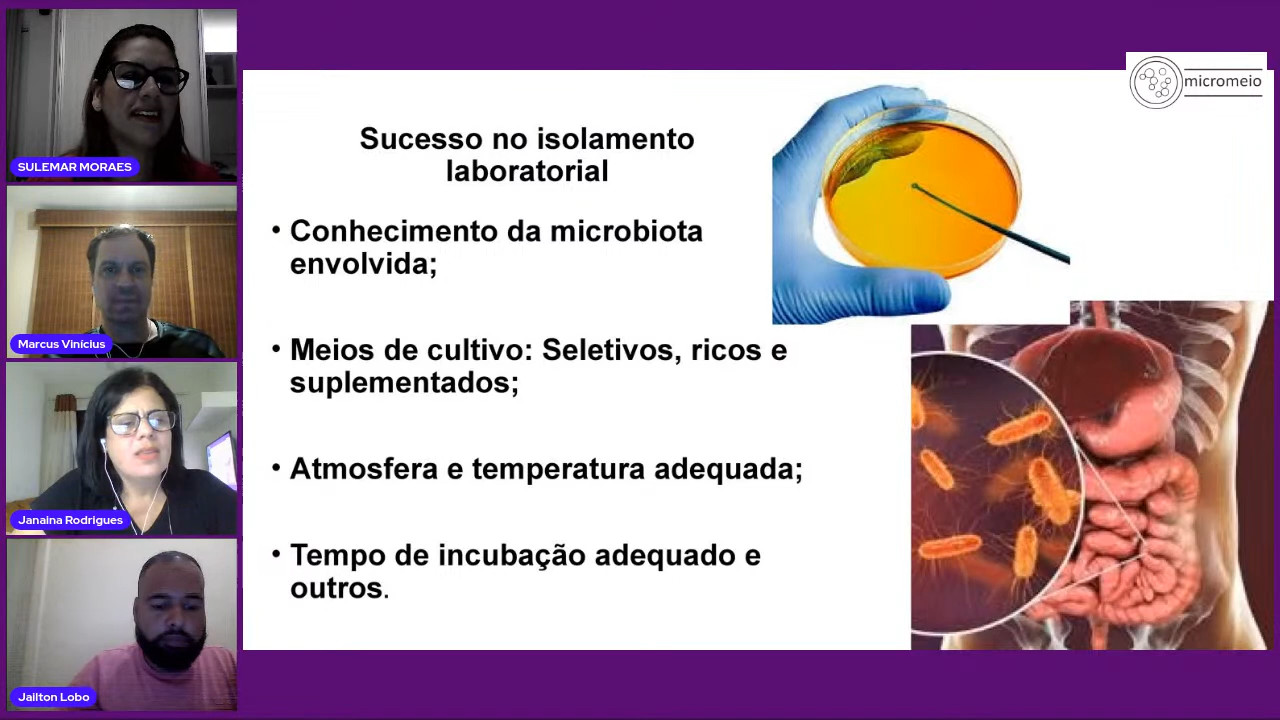 SULEMAR MORAES
Marcus Vinícius
Janaina Rodrigues
Jailton Lobo
micromeio
Sucesso no isolamento
laboratorial
• Conhecimento da microbiota
envolvida;
• Meios de cultivo: Seletivos, ricos e
suplementados;
• Atmosfera e temperatura adequada;
• Tempo de incubação adequado e
outros.